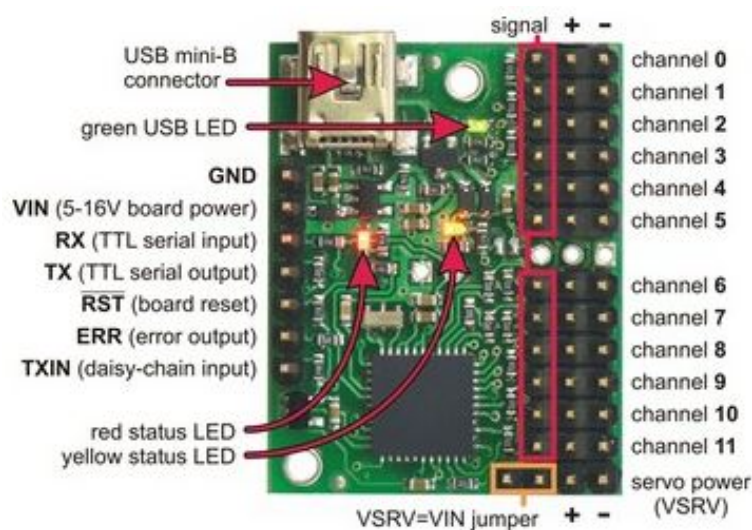 signal + −
USB mini-B
connector
green USB LED
GND
VIN (5-16V board power)
RX (TTL serial input)
TX (TTL serial output)
RST (board reset)
ERR (error output)
TXIN (daisy-chain input)
red status LED
yellow status LED
channel 0
channel 1
channel 2
channel 3
channel 4
channel 5
channel 6
channel 7
channel 8
channel 9
channel 10
channel 11
servo power
(VSRV)
VSRV=VIN jumper + −